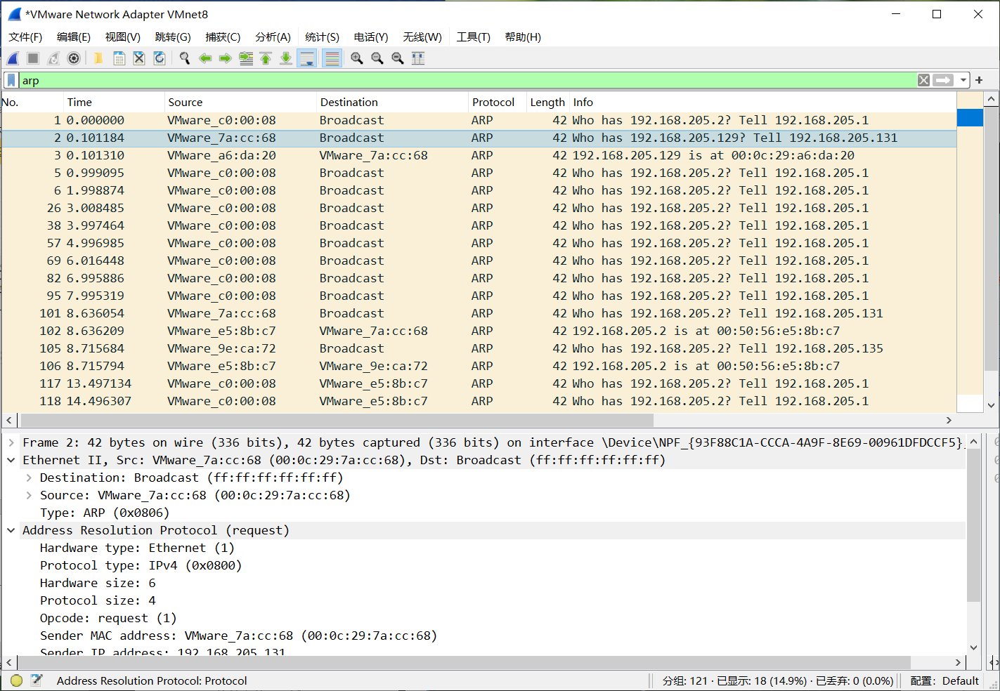 *VMware Network Adapter VMnet8
文件(F) 编辑(E) 视图(V) 跳转(G) 捕获(C) 分析(A) 统计(S) 电话(Y) 无线(W) 工具(T) 帮助(H)
arp
No. Time Source Destination Protocol Length Info
1 0.000000 VMware_c0:00:08 Broadcast ARP 42 Who has 192.168.205.2? Tell 192.168.205.1
2 0.101184 VMware_7a:cc:68 Broadcast ARP 42 Who has 192.168.205.129? Tell 192.168.205.131
3 0.101310 VMware_a6:da:20 VMware_7a:cc:68 ARP 42 192.168.205.129 is at 00:0c:29:a6:da:20
5 0.999095 VMware_c0:00:08 Broadcast ARP 42 Who has 192.168.205.2? Tell 192.168.205.1
6 1.998874 VMware_c0:00:08 Broadcast ARP 42 Who has 192.168.205.2? Tell 192.168.205.1
26 3.008485 VMware_c0:00:08 Broadcast ARP 42 Who has 192.168.205.2? Tell 192.168.205.1
38 3.997464 VMware_c0:00:08 Broadcast ARP 42 Who has 192.168.205.2? Tell 192.168.205.1
57 4.996985 VMware_c0:00:08 Broadcast ARP 42 Who has 192.168.205.2? Tell 192.168.205.1
69 6.016448 VMware_c0:00:08 Broadcast ARP 42 Who has 192.168.205.2? Tell 192.168.205.1
82 6.995886 VMware_c0:00:08 Broadcast ARP 42 Who has 192.168.205.2? Tell 192.168.205.1
95 7.995319 VMware_c0:00:08 Broadcast ARP 42 Who has 192.168.205.2? Tell 192.168.205.1
101 8.636054 VMware_7a:cc:68 Broadcast ARP 42 Who has 192.168.205.2? Tell 192.168.205.131
102 8.636209 VMware_e5:8b:c7 VMware_7a:cc:68 ARP 42 192.168.205.2 is at 00:50:56:e5:8b:c7
105 8.715684 VMware_9e:ca:72 Broadcast ARP 42 Who has 192.168.205.2? Tell 192.168.205.135
106 8.715794 VMware_e5:8b:c7 VMware_9e:ca:72 ARP 42 192.168.205.2 is at 00:50:56:e5:8b:c7
117 13.497134 VMware_c0:00:08 VMware_e5:8b:c7 ARP 42 Who has 192.168.205.2? Tell 192.168.205.1
118 14.496307 VMware_c0:00:08 VMware_e5:8b:c7 ARP 42 Who has 192.168.205.2? Tell 192.168.205.1
Frame 2: 42 bytes on wire (336 bits), 42 bytes captured (336 bits) on interface \Device\NPF_{93F88C1A-CCCA-4A9F-8E69-00961DFDCCF5},
Ethernet II, Src: VMware_7a:cc:68 (00:0c:29:7a:cc:68), Dst: Broadcast (ff:ff:ff:ff:ff:ff)
Destination: Broadcast (ff:ff:ff:ff:ff:ff)
Source: VMware_7a:cc:68 (00:0c:29:7a:cc:68)
Type: ARP (0x0806)
Address Resolution Protocol (request)
Hardware type: Ethernet (1)
Protocol type: IPv4 (0x0800)
Hardware size: 6
Protocol size: 4
Opcode: request (1)
Sender MAC address: VMware_7a:cc:68 (00:0c:29:7a:cc:68)
Sender IP address: 192.168.205.131
Address Resolution Protocol: Protocol 分组: 121 · 已显示: 18 (14.9%) · 已丢弃: 0 (0.0%) 配置: Default